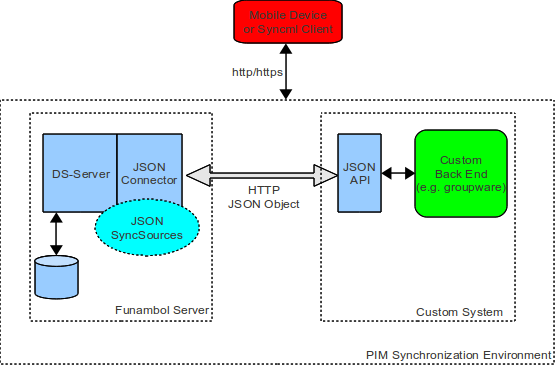 Mobile Device
or Syncml Client
http/https
DS-Server
JSON
Connector
JSON
SyncSources
HTTP
JSON Object
JSON
API
Custom
Back End
(e.g. groupware)
Funambol Server
Custom System
PIM Synchronization Environment